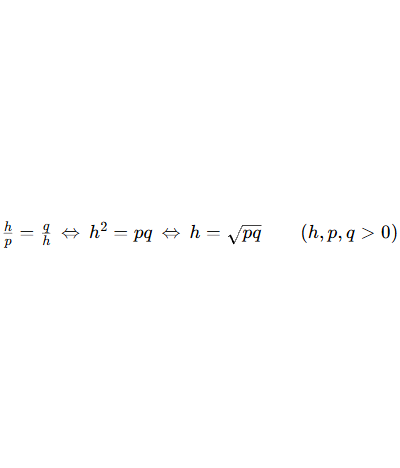 h/p = q/h ⇔ h² = pq ⇔ h = √pq (h, p, q > 0)